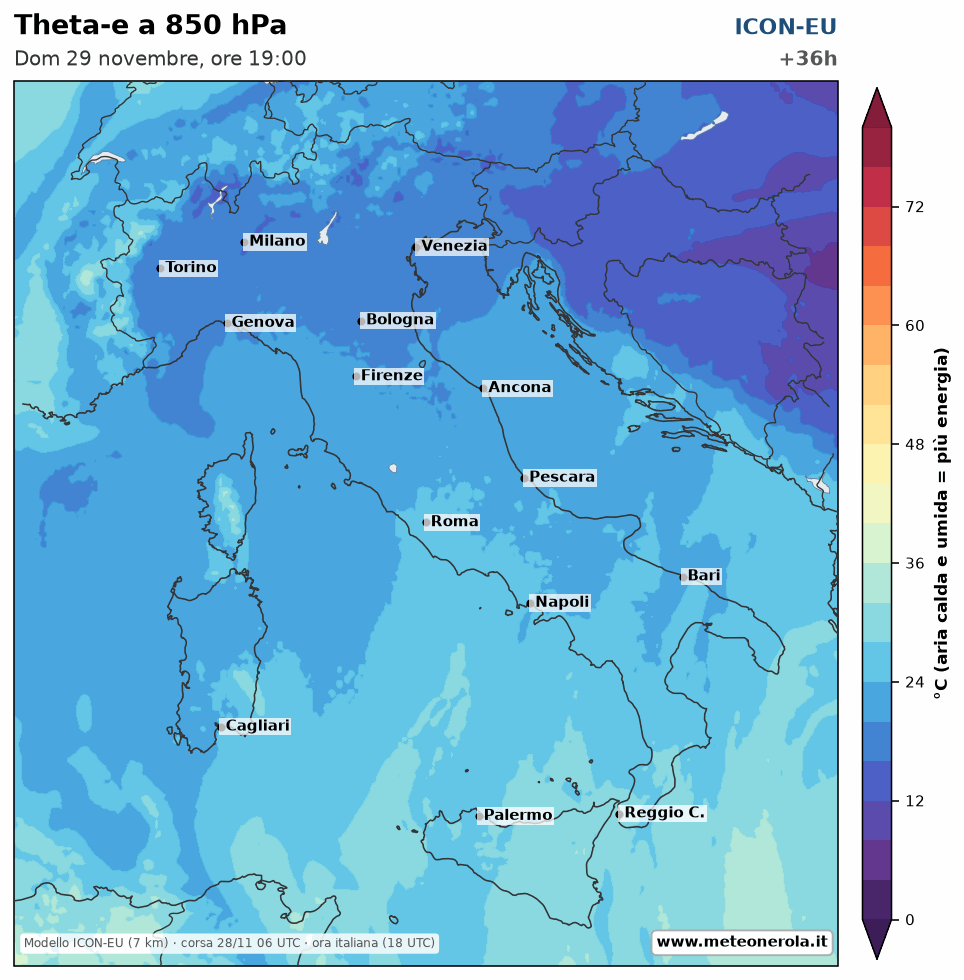 Theta-e a 850 hPa
ICON-EU
Dom 29 novembre, ore 19:00
+36h
Milano
Venezia
Torino
Genova
Bologna
Firenze
Ancona
Pescara
Roma
Bari
Napoli
Cagliari
Palermo
Reggio C.
72
60
48
36
24
12
0
°C (aria calda e umida = più energia)
Modello ICON-EU (7 km) · corsa 28/11 06 UTC · ora italiana (18 UTC)
www.meteonerola.it